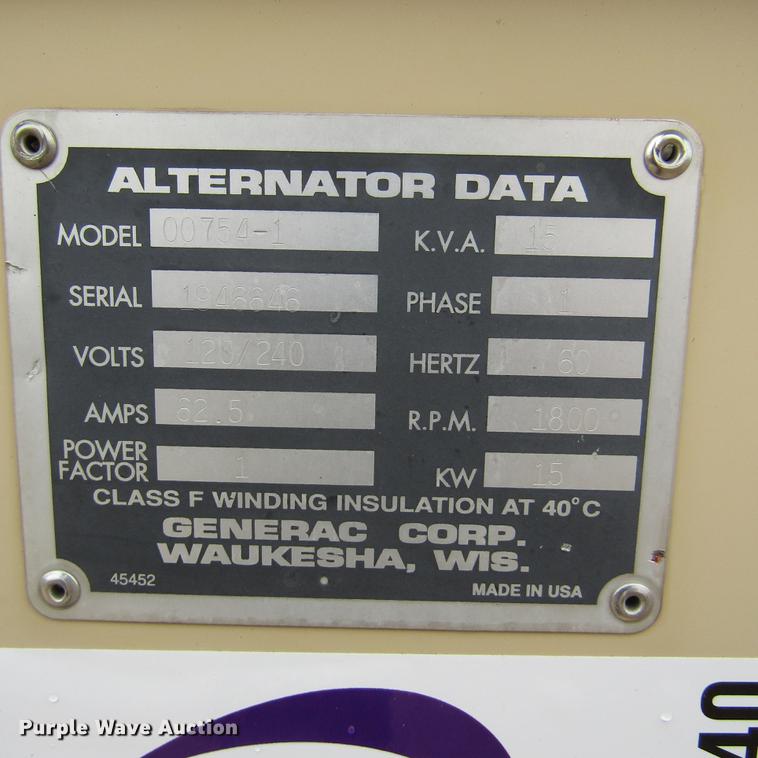 ALTERNATOR DATA
MODEL 00754-1 K.V.A. 15
SERIAL 1946646 PHASE 1
VOLTS 120/240 HERTZ 60
AMPS 62.5 R.P.M. 1800
POWER
FACTOR 1 KW 15
CLASS F WINDING INSULATION AT 40°C
GENERAC CORP.
WAUKESHA, WIS.
45452 MADE IN USA
40
Purple Wave Auction